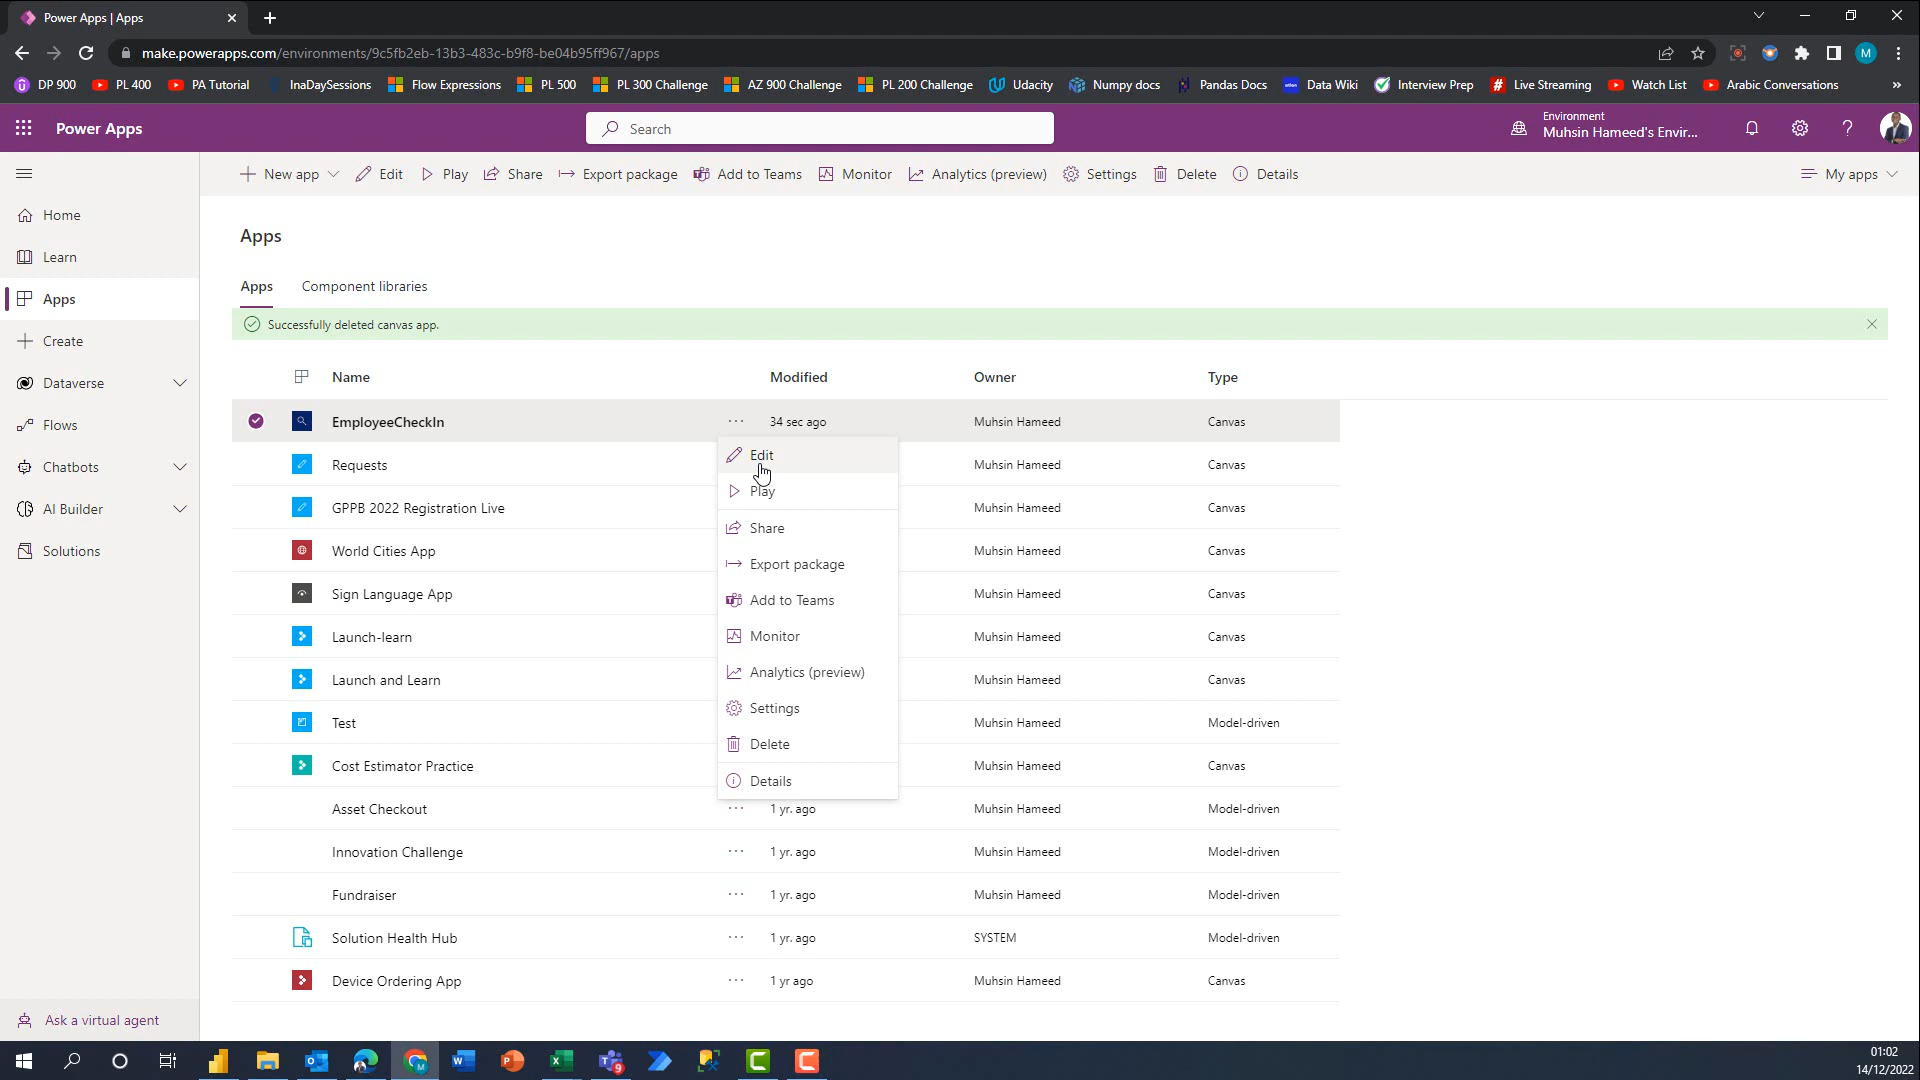 Power Apps | Apps
make.powerapps.com/environments/9c5fb2eb-13b3-483c-b9f8-be04b95ff967/apps
M
DP 900 PL 400 PA Tutorial InaDaySessions Flow Expressions PL 500 PL 300 Challenge AZ 900 Challenge PL 200 Challenge Udacity Numpy docs Pandas Docs Data Wiki Interview Prep Live Streaming Watch List Arabic Conversations
Power Apps
Search
Environment
Muhsin Hameed's Envir...
New app Edit Play Share Export package Add to Teams Monitor Analytics (preview) Settings Delete Details My apps
Home
Learn
Apps
Create
Dataverse
Flows
Chatbots
AI Builder
Solutions
Ask a virtual agent
Apps
Apps Component libraries
Successfully deleted canvas app.
Name Modified Owner Type
EmployeeCheckIn ... 34 sec ago Muhsin Hameed Canvas
Requests Muhsin Hameed Canvas
GPPB 2022 Registration Live Muhsin Hameed Canvas
World Cities App Muhsin Hameed Canvas
Sign Language App Muhsin Hameed Canvas
Launch-learn Muhsin Hameed Canvas
Launch and Learn Muhsin Hameed Canvas
Test Muhsin Hameed Model-driven
Cost Estimator Practice Muhsin Hameed Canvas
Asset Checkout ... 1 yr. ago Muhsin Hameed Model-driven
Innovation Challenge ... 1 yr. ago Muhsin Hameed Model-driven
Fundraiser ... 1 yr. ago Muhsin Hameed Model-driven
Solution Health Hub ... 1 yr. ago SYSTEM Model-driven
Device Ordering App ... 1 yr ago Muhsin Hameed Canvas
Edit
Play
Share
Export package
Add to Teams
Monitor
Analytics (preview)
Settings
Delete
Details
01:02
14/12/2022